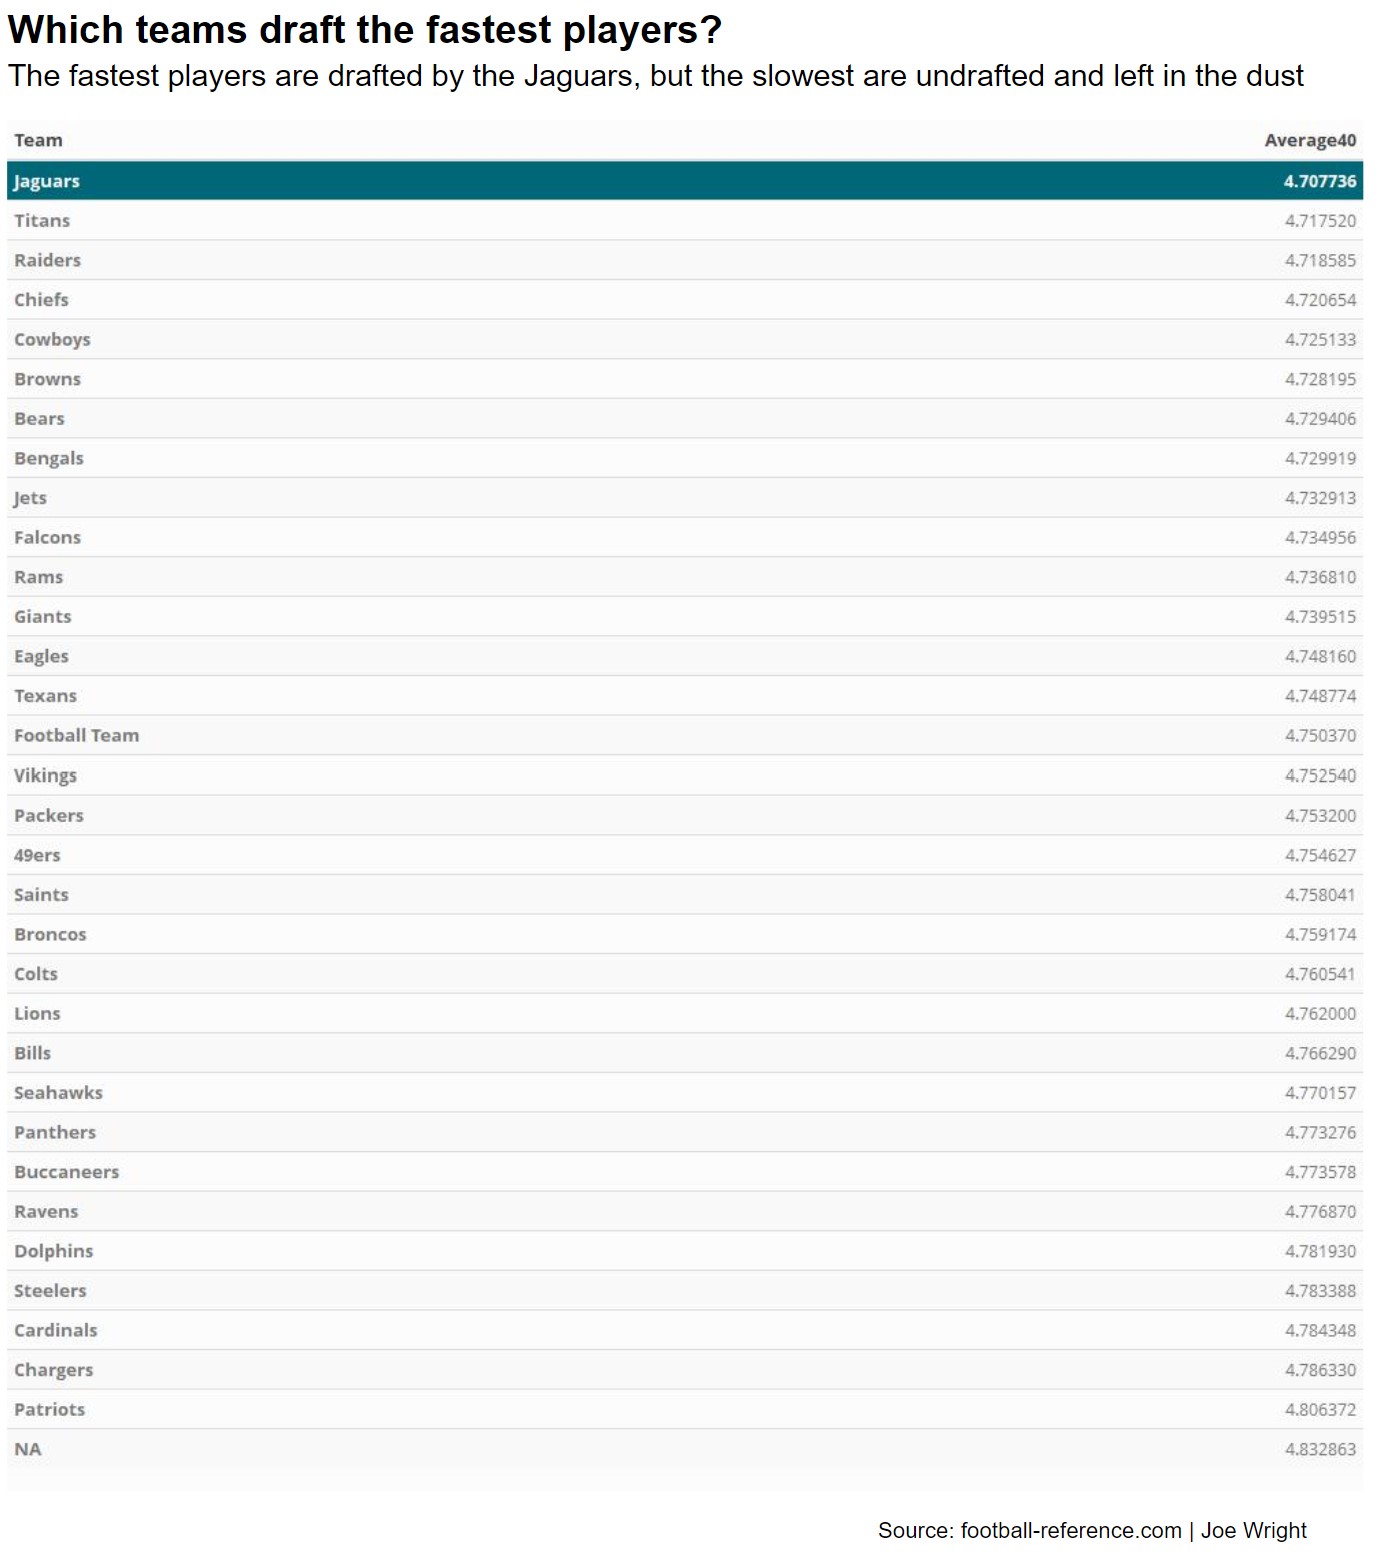 Which teams draft the fastest players?
The fastest players are drafted by the Jaguars, but the slowest are undrafted and left in the dust
Team Average40
Jaguars 4.707736
Titans 4.717520
Raiders 4.718585
Chiefs 4.720654
Cowboys 4.725133
Browns 4.728195
Bears 4.729406
Bengals 4.729919
Jets 4.732913
Falcons 4.734956
Rams 4.736810
Giants 4.739515
Eagles 4.748160
Texans 4.748774
Football Team 4.750370
Vikings 4.752540
Packers 4.753200
49ers 4.754627
Saints 4.758041
Broncos 4.759174
Colts 4.760541
Lions 4.762000
Bills 4.766290
Seahawks 4.770157
Panthers 4.773276
Buccaneers 4.773578
Ravens 4.776870
Dolphins 4.781930
Steelers 4.783388
Cardinals 4.784348
Chargers 4.786330
Patriots 4.806372
NA 4.832863
Source: football-reference.com | Joe Wright